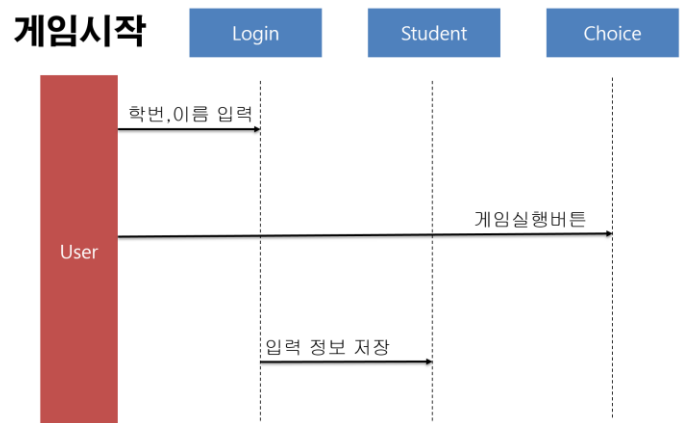 게임시작
Login
Student
Choice
학번,이름 입력
게임실행버튼
User
입력 정보 저장